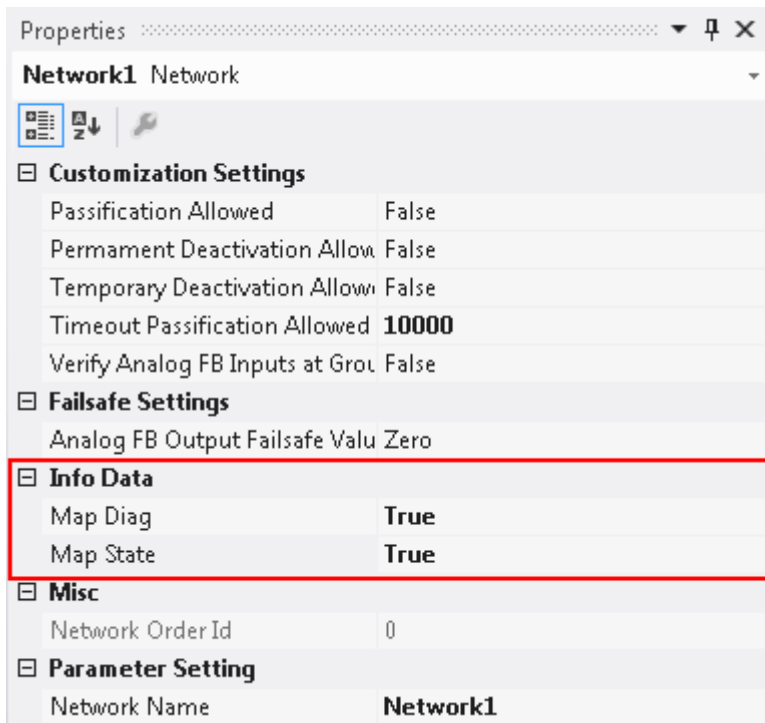 Properties
Network1 Network
Customization Settings
Passification Allowed False
Permament Deactivation Allow False
Temporary Deactivation Allow False
Timeout Passification Allowed 10000
Verify Analog FB Inputs at Grou False
Failsafe Settings
Analog FB Output Failsafe Valu Zero
Info Data
Map Diag True
Map State True
Misc
Network Order Id 0
Parameter Setting
Network Name Network1